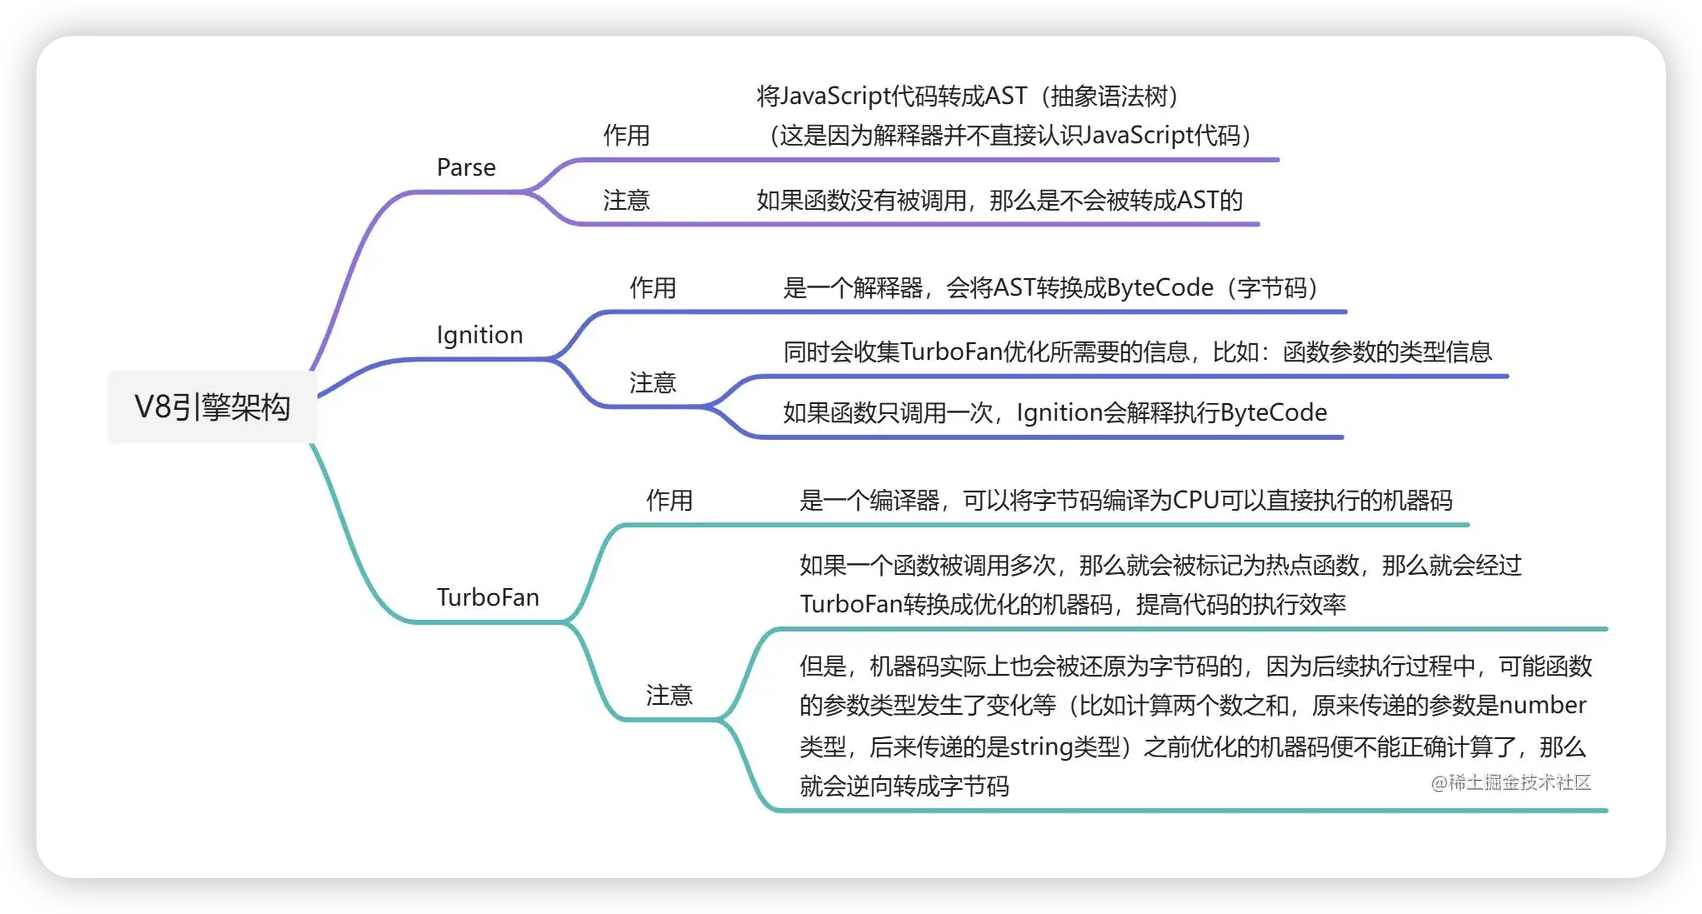 将JavaScript代码转成AST（抽象语法树）
作用
（这是因为解释器并不直接认识JavaScript代码）
Parse
注意
如果函数没有被调用，那么是不会被转成AST的
作用
是一个解释器，会将AST转换成ByteCode（字节码）
Ignition
同时会收集TurboFan优化所需要的信息，比如：函数参数的类型信息
注意
如果函数只调用一次，Ignition会解释执行ByteCode
V8引擎架构
作用
是一个编译器，可以将字节码编译为CPU可以直接执行的机器码
如果一个函数被调用多次，那么就会被标记为热点函数，那么就会经过
TurboFan转换成优化的机器码，提高代码的执行效率
TurboFan
但是，机器码实际上也会被还原为字节码的，因为后续执行过程中，可能函数
注意
的参数类型发生了变化等（比如计算两个数之和，原来传递的参数是number
类型，后来传递的是string类型）之前优化的机器码便不能正确计算了，那么
就会逆向转成字节码
@稀土掘金技术社区